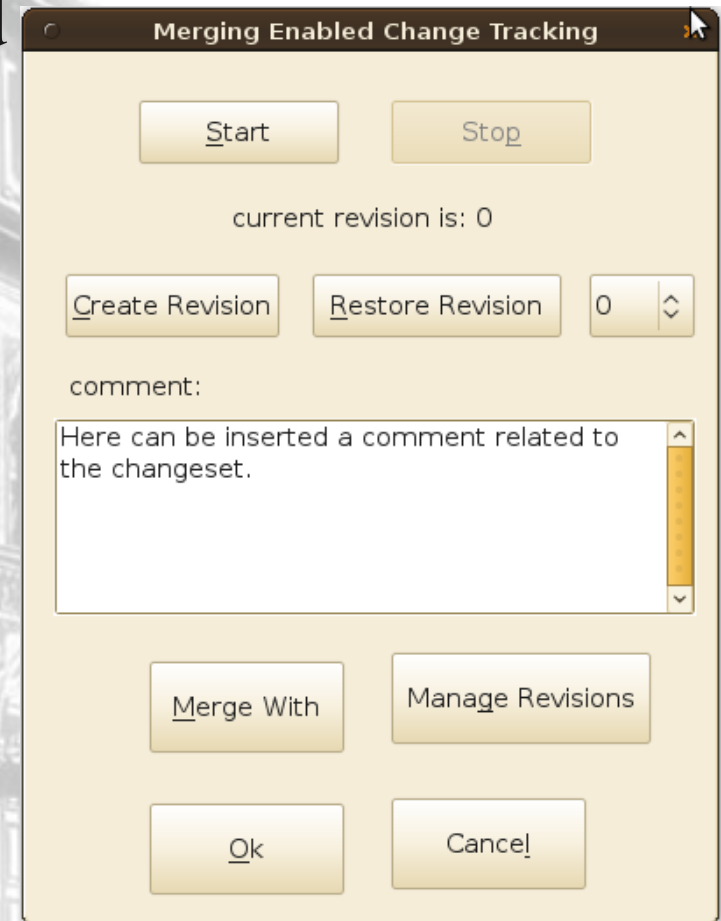 Merging Enabled Change Tracking
Start Stop
current revision is: 0
Create Revision Restore Revision 0
comment:
Here can be inserted a comment related to
the changeset.
Merge With Manage Revisions
Ok Cancel